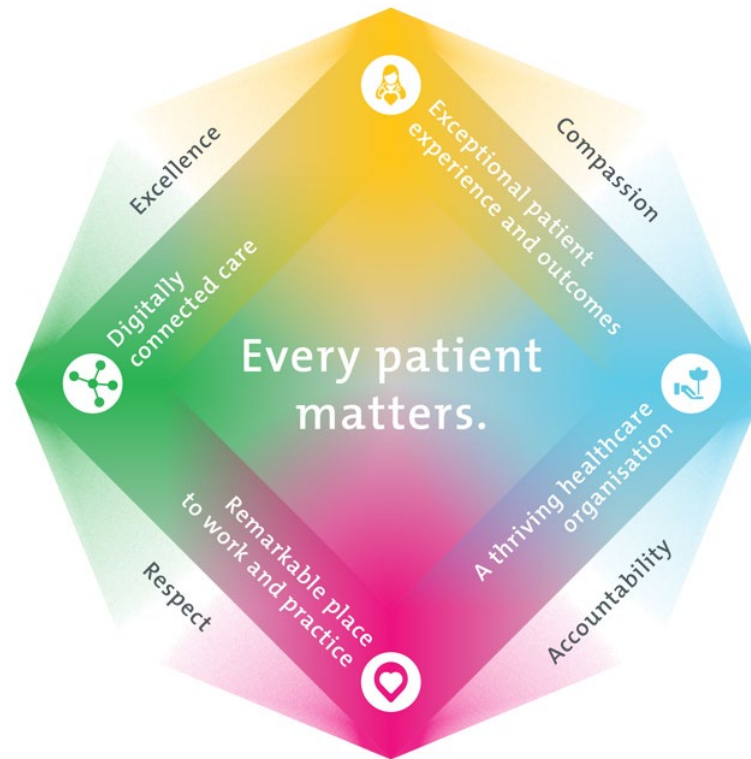 Excellence
Compassion
Exceptional patient
experience and outcomes
Digitally
connected care
Every patient
matters.
Remarkable place
to work and practice
A thriving healthcare
organisation
Respect
Accountability